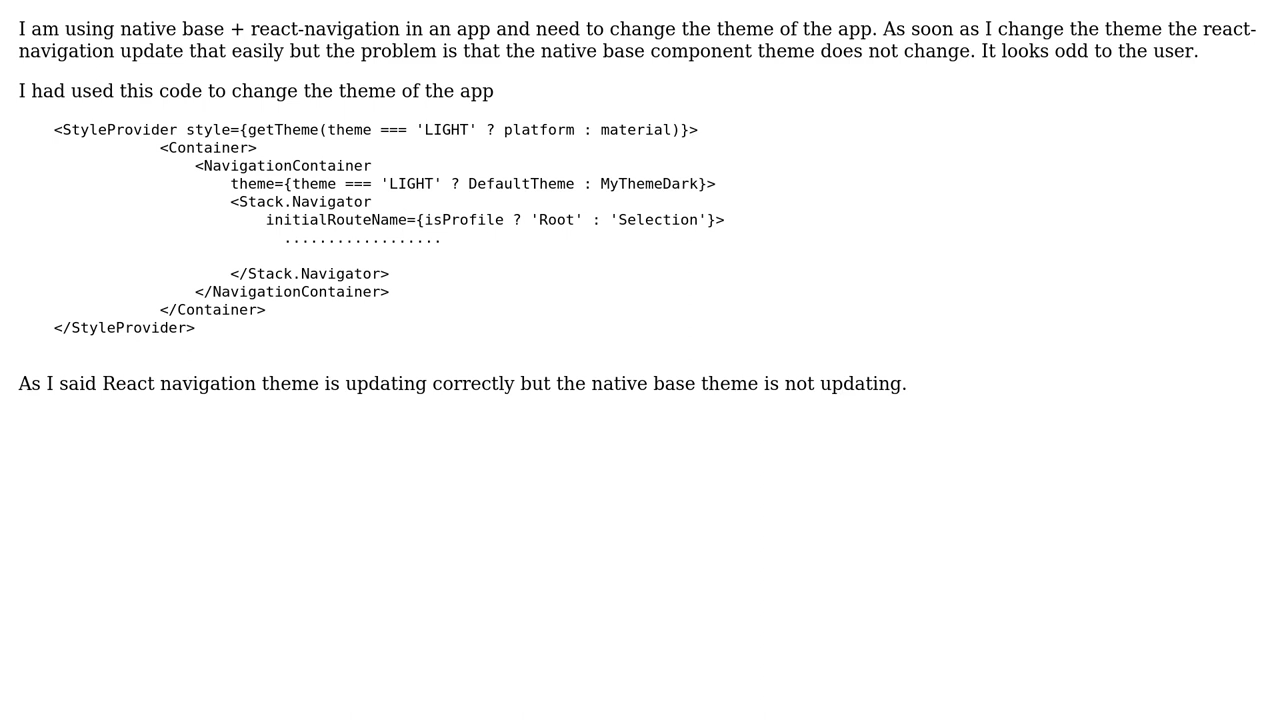 I am using native base + react-navigation in an app and need to change the theme of the app. As soon as I change the theme the react-
navigation update that easily but the problem is that the native base component theme does not change. It looks odd to the user.
I had used this code to change the theme of the app
<StyleProvider style={getTheme(theme === 'LIGHT' ? platform : material)}>
            <Container>
                <NavigationContainer
                    theme={theme === 'LIGHT' ? DefaultTheme : MyThemeDark}>
                    <Stack.Navigator
                        initialRouteName={isProfile ? 'Root' : 'Selection'}>
                          ..................
                    </Stack.Navigator>
                </NavigationContainer>
            </Container>
</StyleProvider>
As I said React navigation theme is updating correctly but the native base theme is not updating.